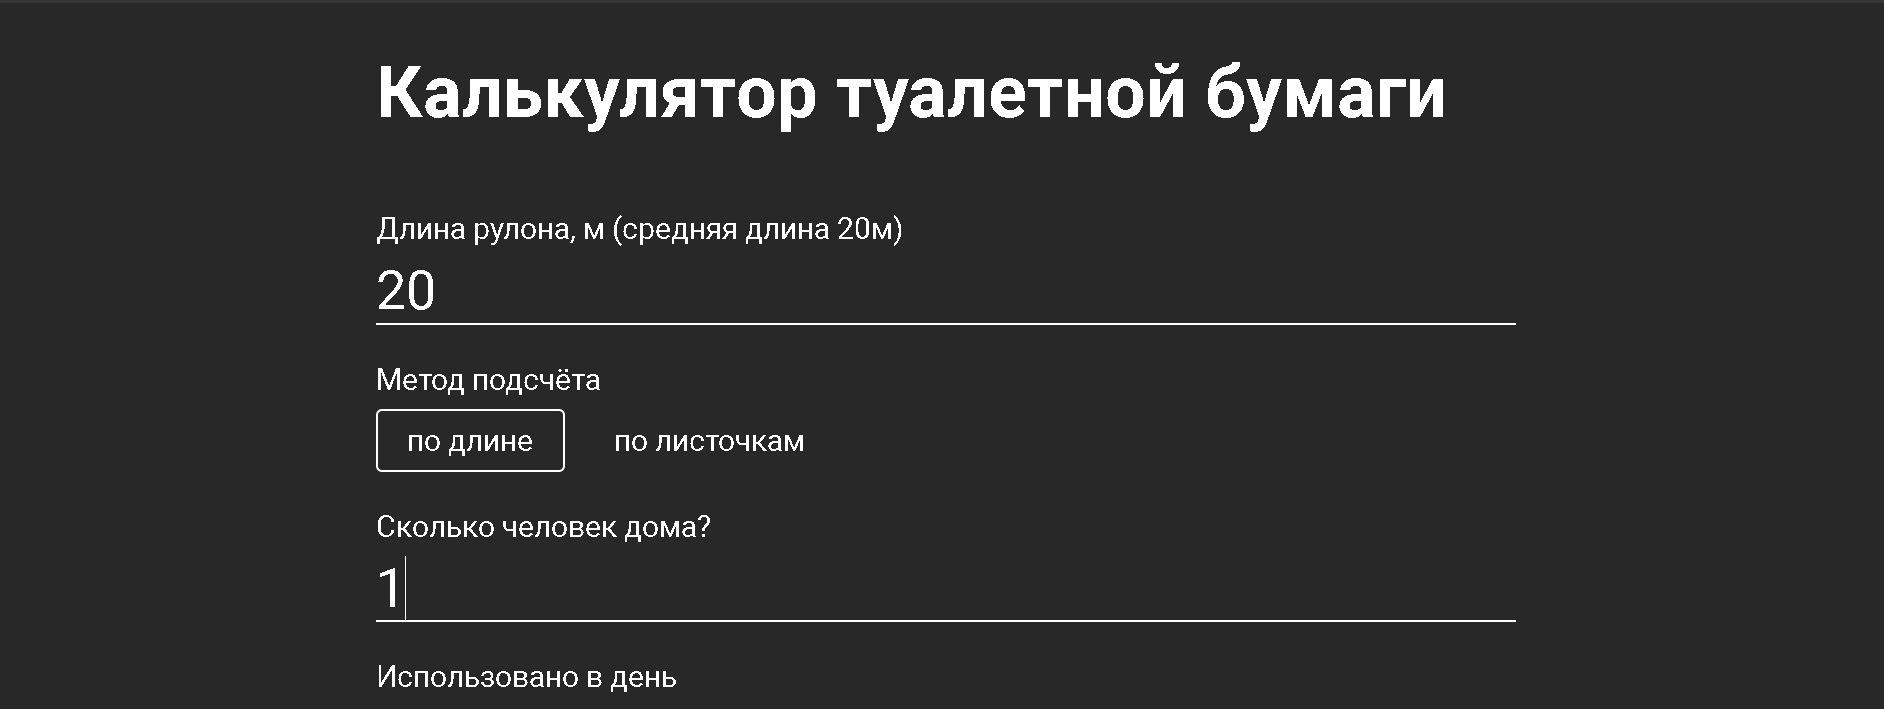 Калькулятор туалетной бумаги
Длина рулона, м (средняя длина 20м)
20
Метод подсчёта
по длине по листочкам
Сколько человек дома?
1
Использовано в день